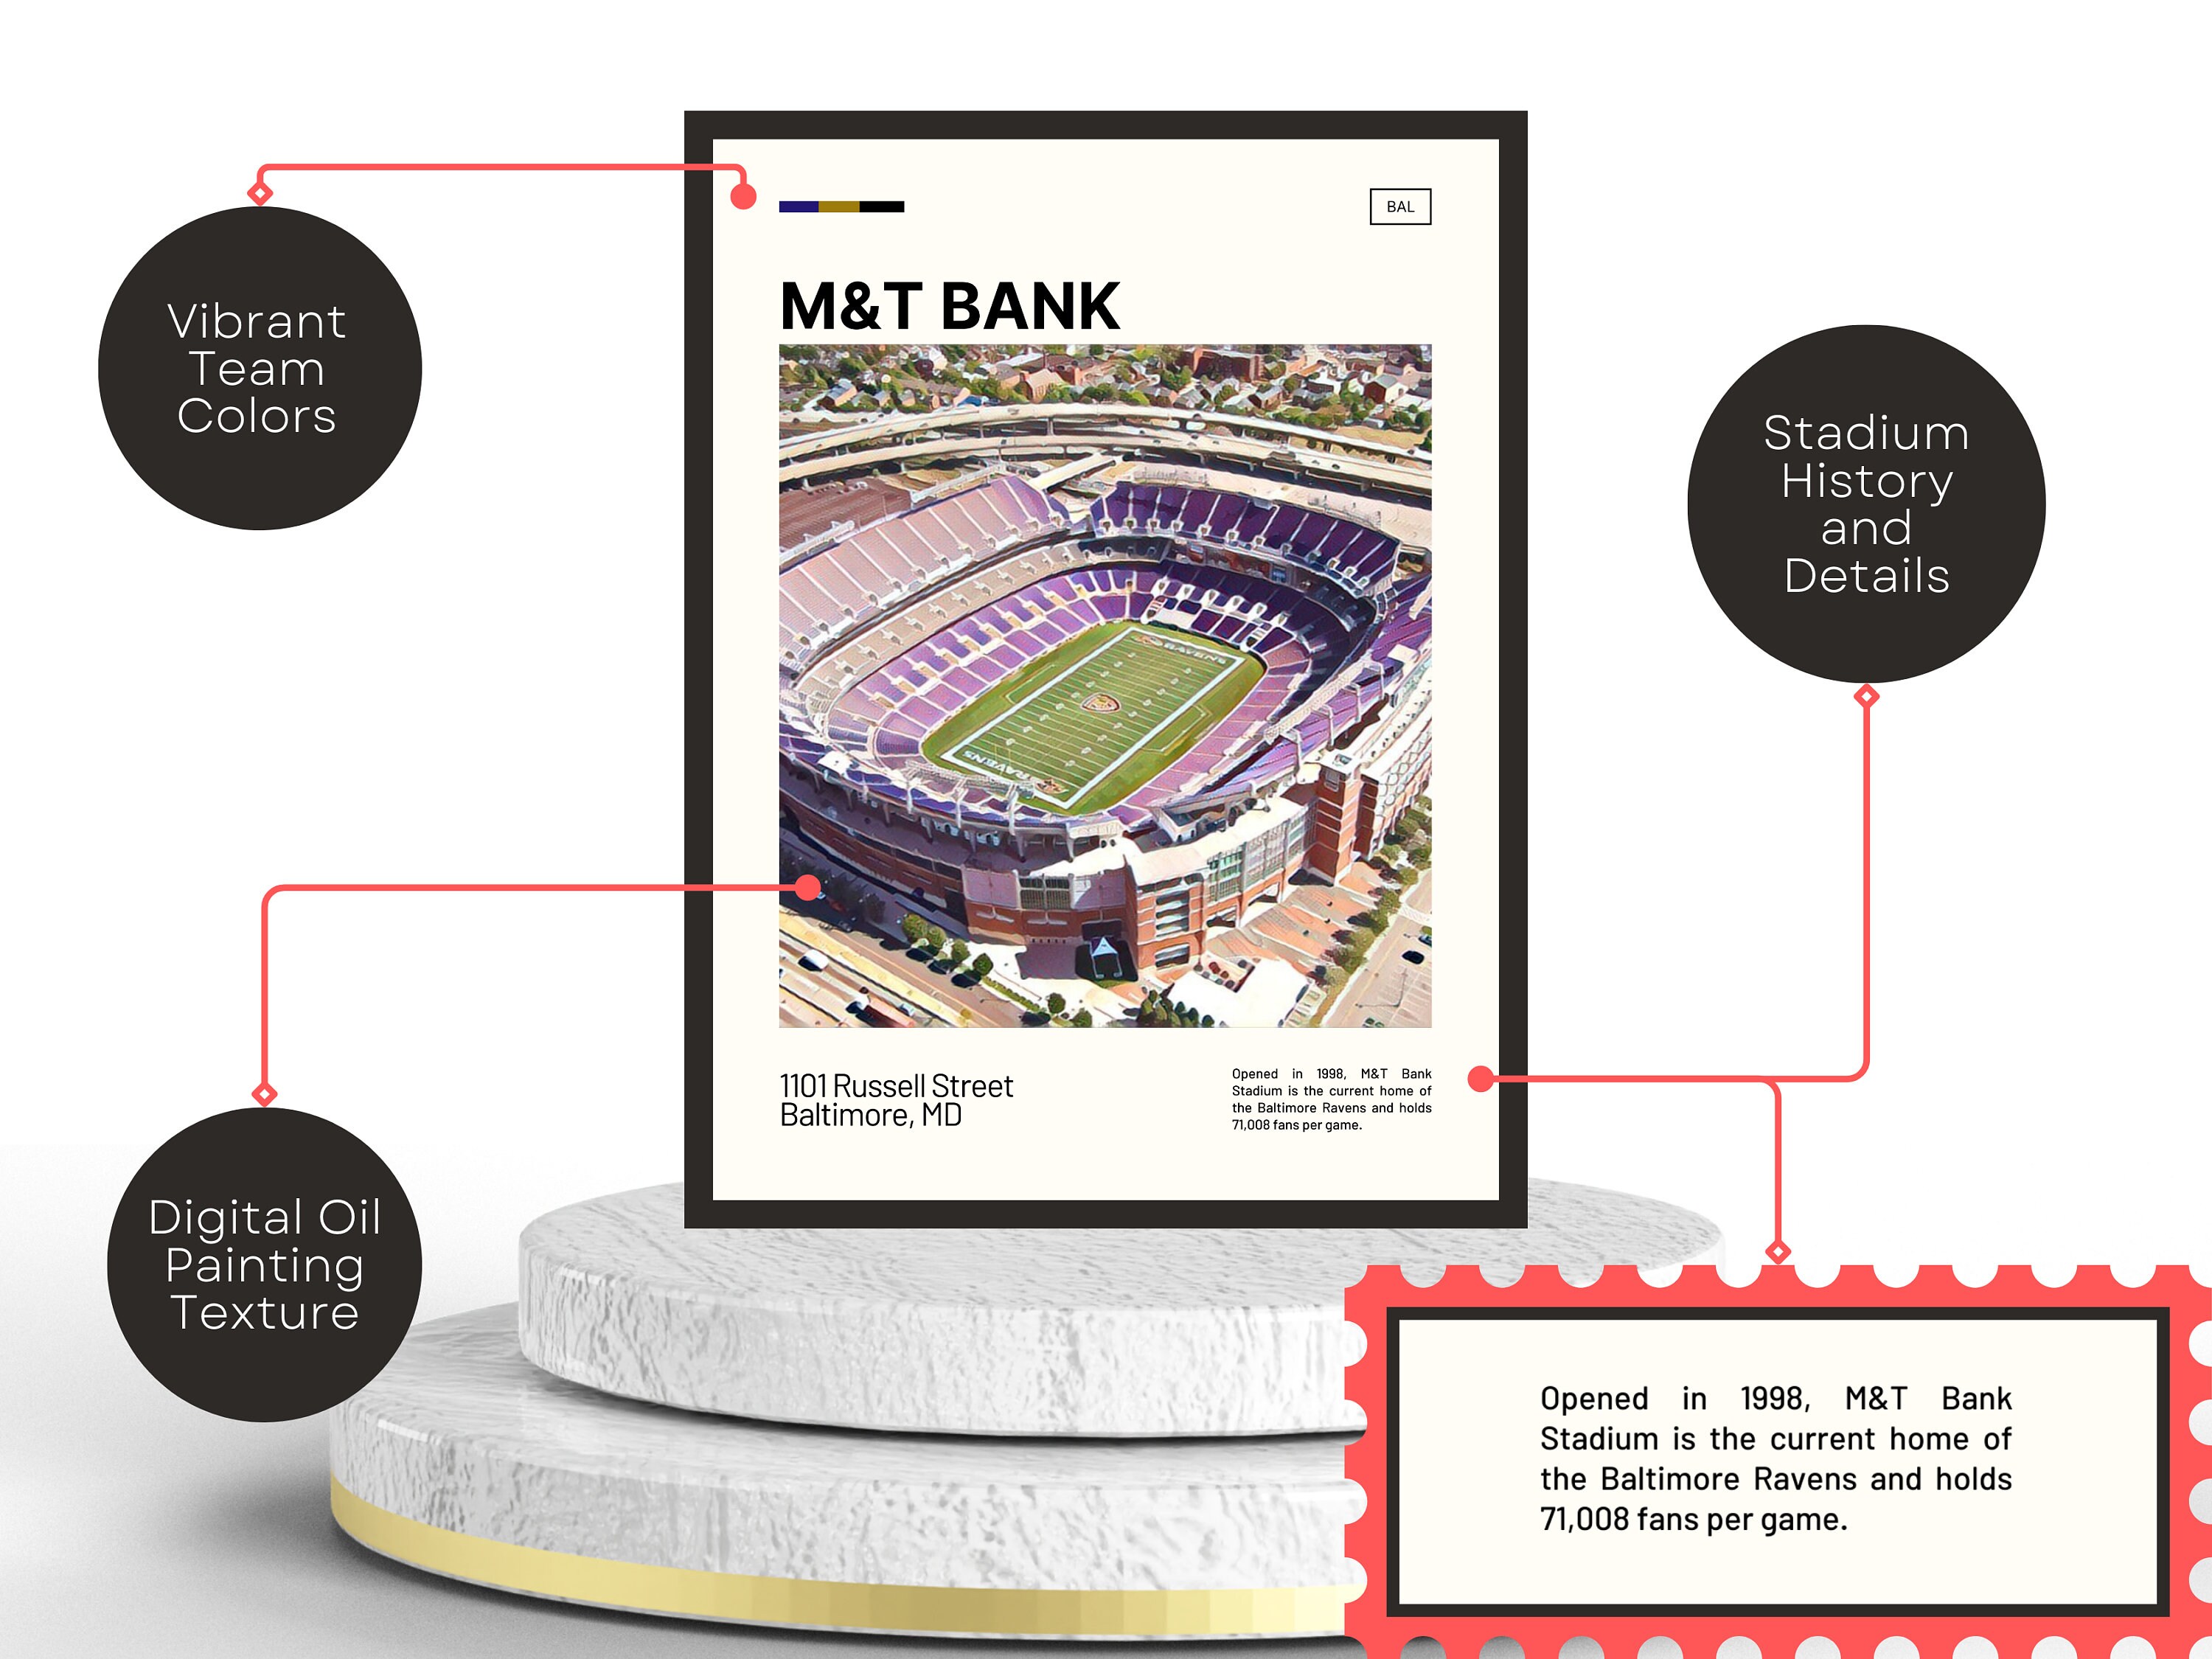 Vibrant
Team
Colors
BAL
M&T BANK
Stadium
History
and
Details
RAVENS
RAVENS
1101 Russell Street
Baltimore, MD
Opened in 1998, M&T Bank
Stadium is the current home of
the Baltimore Ravens and holds
71,008 fans per game.
Digital Oil
Painting
Texture
Opened in 1998, M&T Bank
Stadium is the current home of
the Baltimore Ravens and holds
71,008 fans per game.